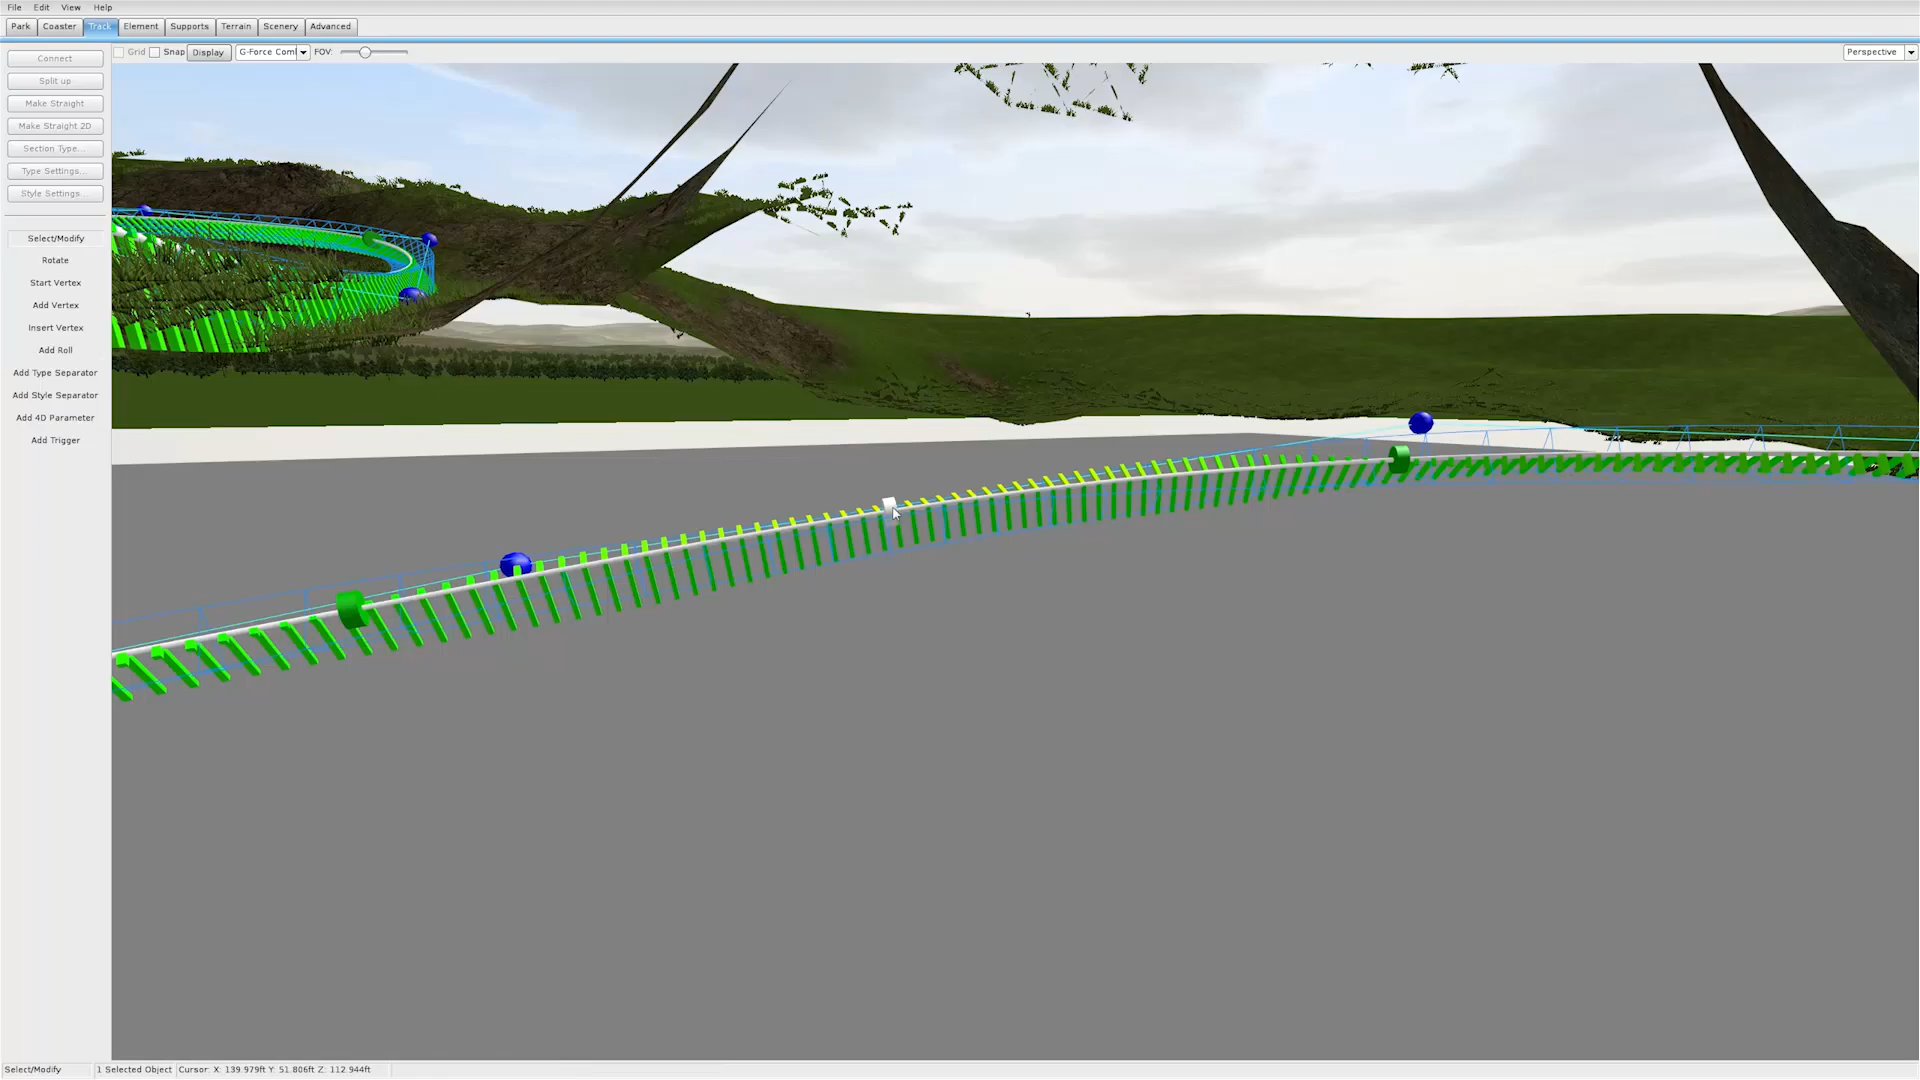 File Edit View Help
Park Coaster Track Element Supports Terrain Scenery Advanced
Grid Snap Display G-Force Coml FOV: Perspective
Connect
Split up
Make Straight
Make Straight 2D
Section Type...
Type Settings...
Style Settings...
Select/Modify
Rotate
Start Vertex
Add Vertex
Insert Vertex
Add Roll
Add Type Separator
Add Style Separator
Add 4D Parameter
Add Trigger
Select/Modify 1 Selected Object Cursor: X: 139.979ft Y: 51.806ft Z: 112.944ft